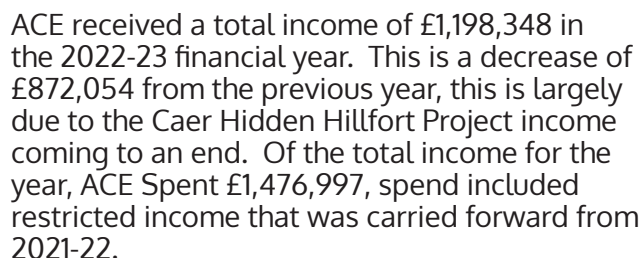 ACE received a total income of £1,198,348 in
the 2022-23 financial year.  This is a decrease of
£872,054 from the previous year, this is largely
due to the Caer Hidden Hillfort Project income
coming to an end.  Of the total income for the
year, ACE Spent £1,476,997, spend included
restricted income that was carried forward from
2021-22.